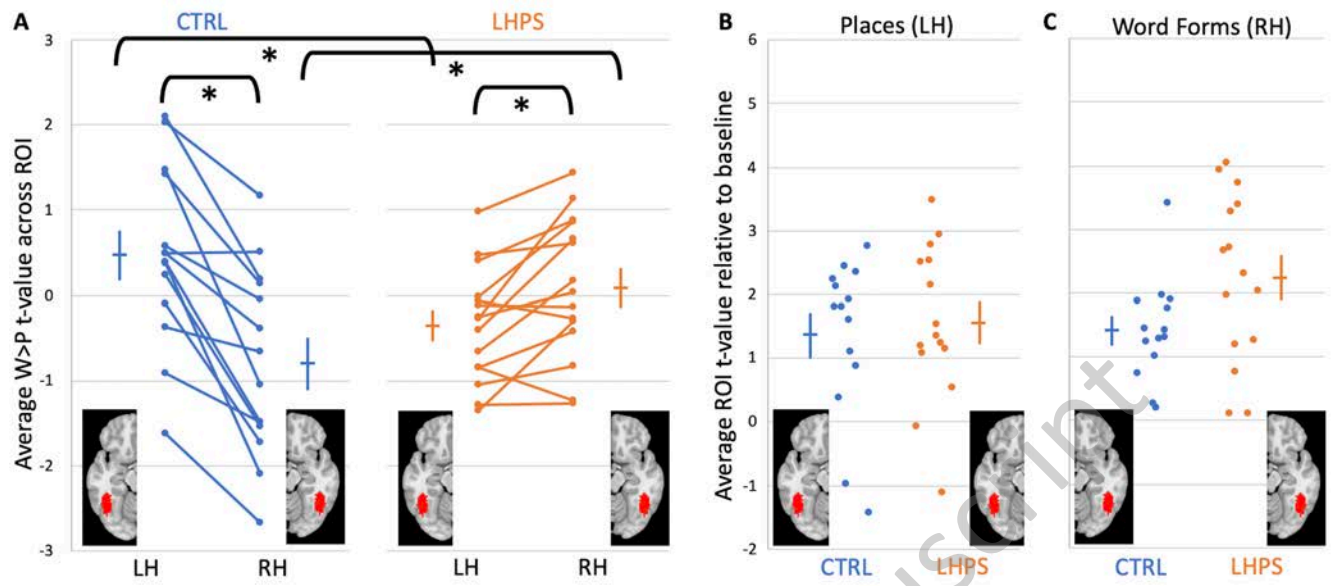 A
CTRL
LHPS
Average W>P t-value across ROI
3
2
1
0
-1
-2
-3
*
*
*
*
LH
RH
LH
RH
B
Places (LH)
Average ROI t-value relative to baseline
6
5
4
3
2
1
0
-1
-2
CTRL
LHPS
C
Word Forms (RH)
CTRL
LHPS